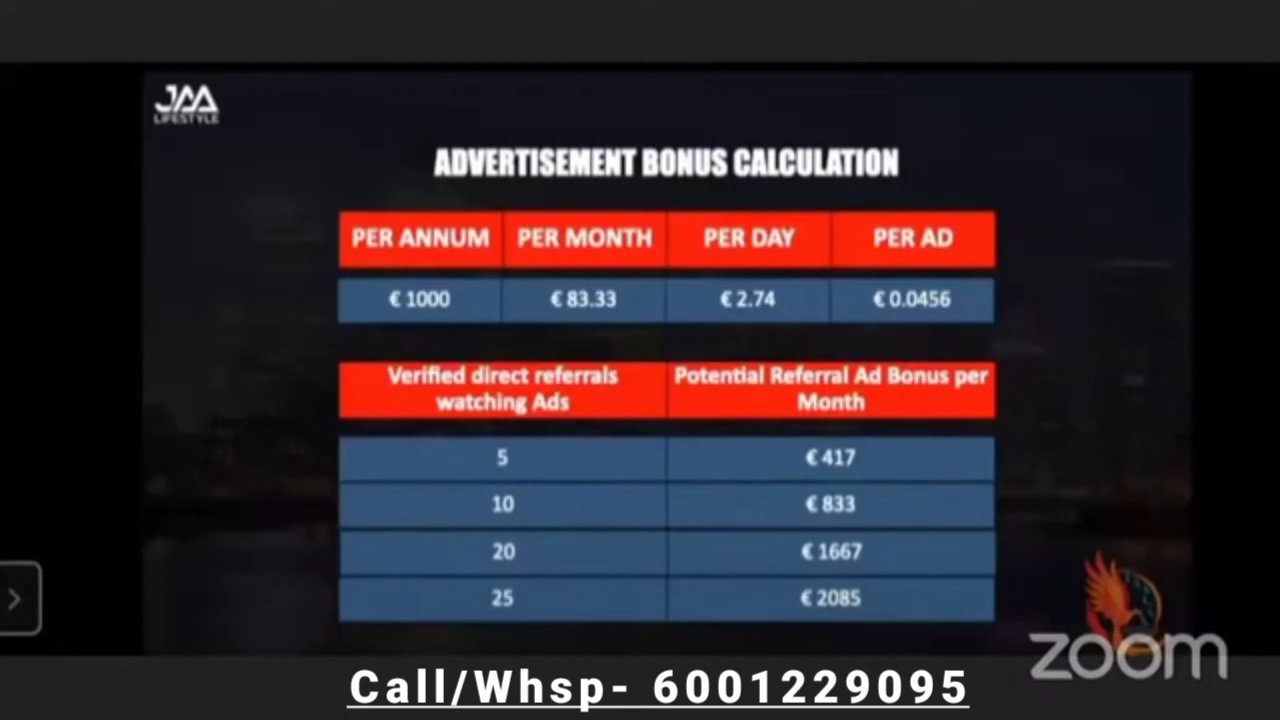 JAA
LIFESTYLE
ADVERTISEMENT BONUS CALCULATION
PER ANNUM PER MONTH PER DAY PER AD
€ 1000 € 83.33 € 2.74 € 0.0456
Verified direct referrals
watching Ads
Potential Referral Ad Bonus per
Month
5 € 417
10 € 833
20 € 1667
25 € 2085
zoom
Call/Whsp- 6001229095